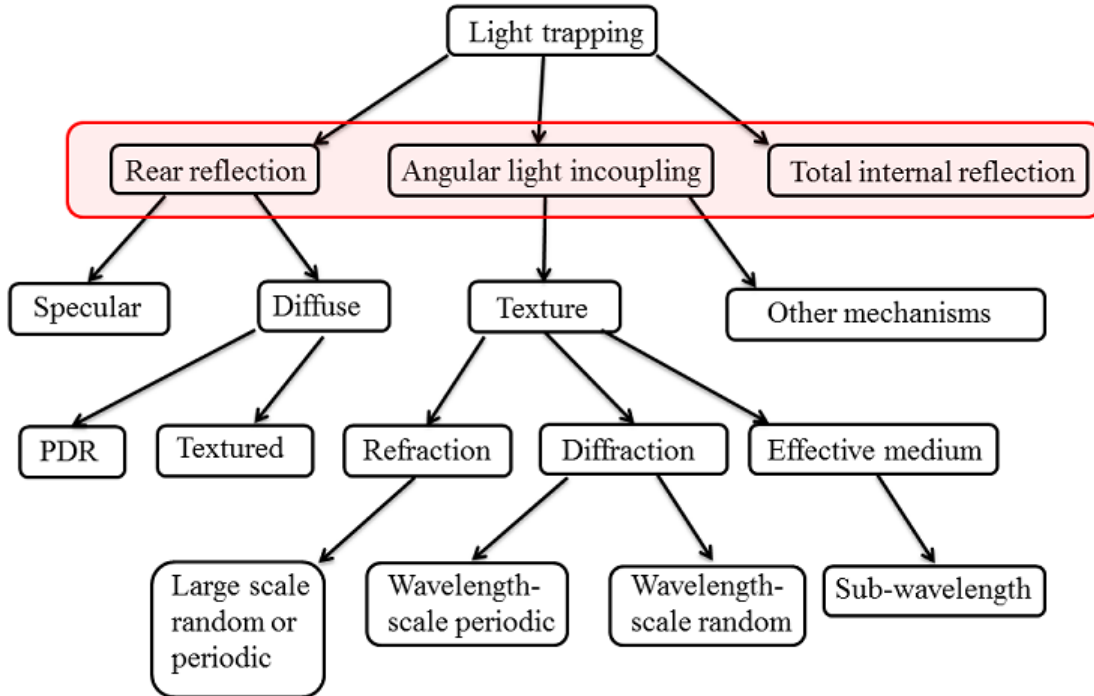 Light trapping
Rear reflection
Angular light incoupling
Total internal reflection
Specular
Diffuse
Texture
Other mechanisms
PDR
Textured
Refraction
Diffraction
Effective medium
Large scale
random or
periodic
Wavelength-
scale periodic
Wavelength-
scale random
Sub-wavelength